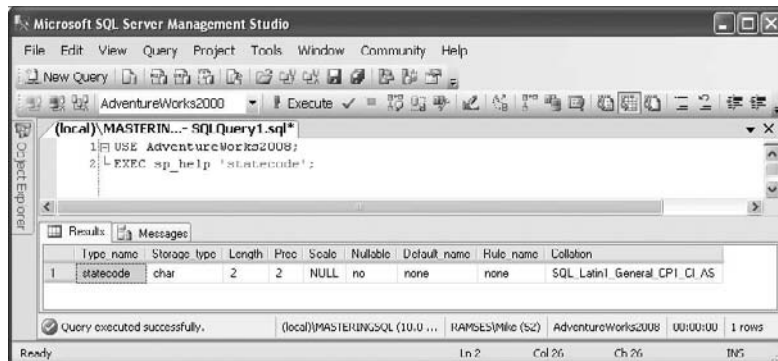 Microsoft SQL Server Management Studio
File Edit View Query Project Tools Window Community Help
New Query
AdventureWorks2008 Execute
(local)\MASTERIN...- SQLQuery1.sql*
1 USE AdventureWorks2008;
2 EXEC sp_help 'statecode';
Object Explorer
Results Messages
Type_name Storage_type Length Prec Scale Nullable Default_name Rule_name Collation
1 statecode char 2 2 NULL no none none SQL_Latin1_General_CP1_CI_AS
Query executed successfully. (local)\MASTERINGSQL (10.0 ... RAMSES\Mike (52) AdventureWorks2008 00:00:00 1 rows
Ready Ln 2 Col 26 Ch 26 INS